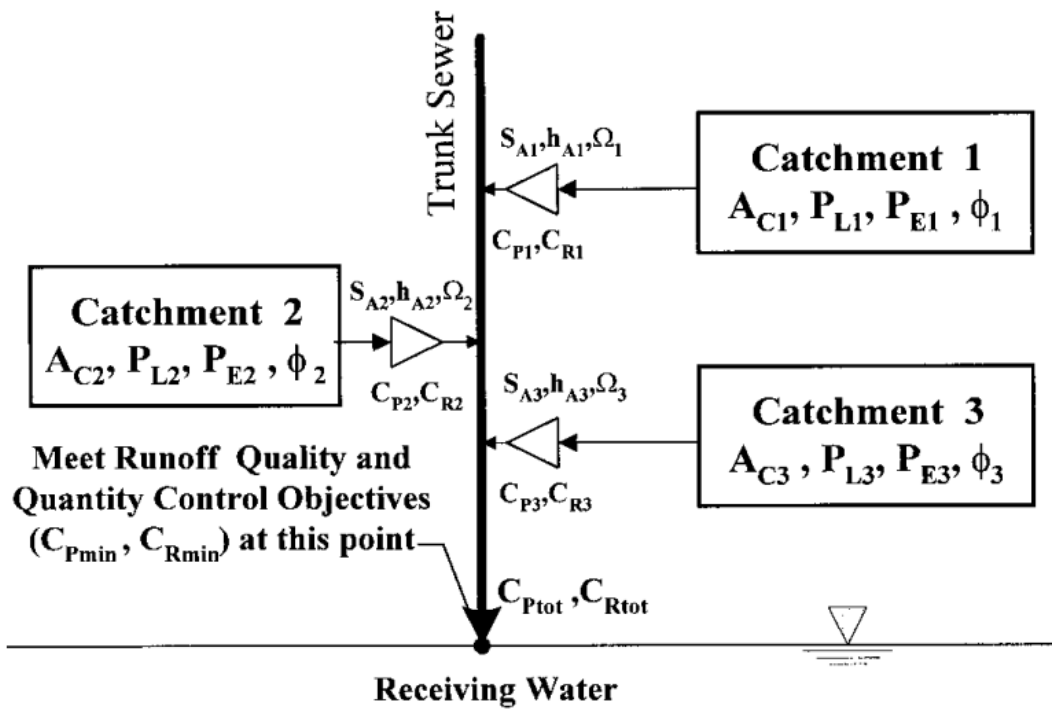 Trunk Sewer
S_A1, h_A1, Ω_1
C_P1, C_R1
Catchment 1
A_C1, P_L1, P_E1 , ϕ_1
Catchment 2
A_C2, P_L2, P_E2 , ϕ_2
S_A2, h_A2, Ω_2
C_P2, C_R2
S_A3, h_A3, Ω_3
C_P3, C_R3
Catchment 3
A_C3 , P_L3, P_E3, ϕ_3
Meet Runoff Quality and
Quantity Control Objectives
(C_Pmin , C_Rmin) at this point
C_Ptot , C_Rtot
Receiving Water